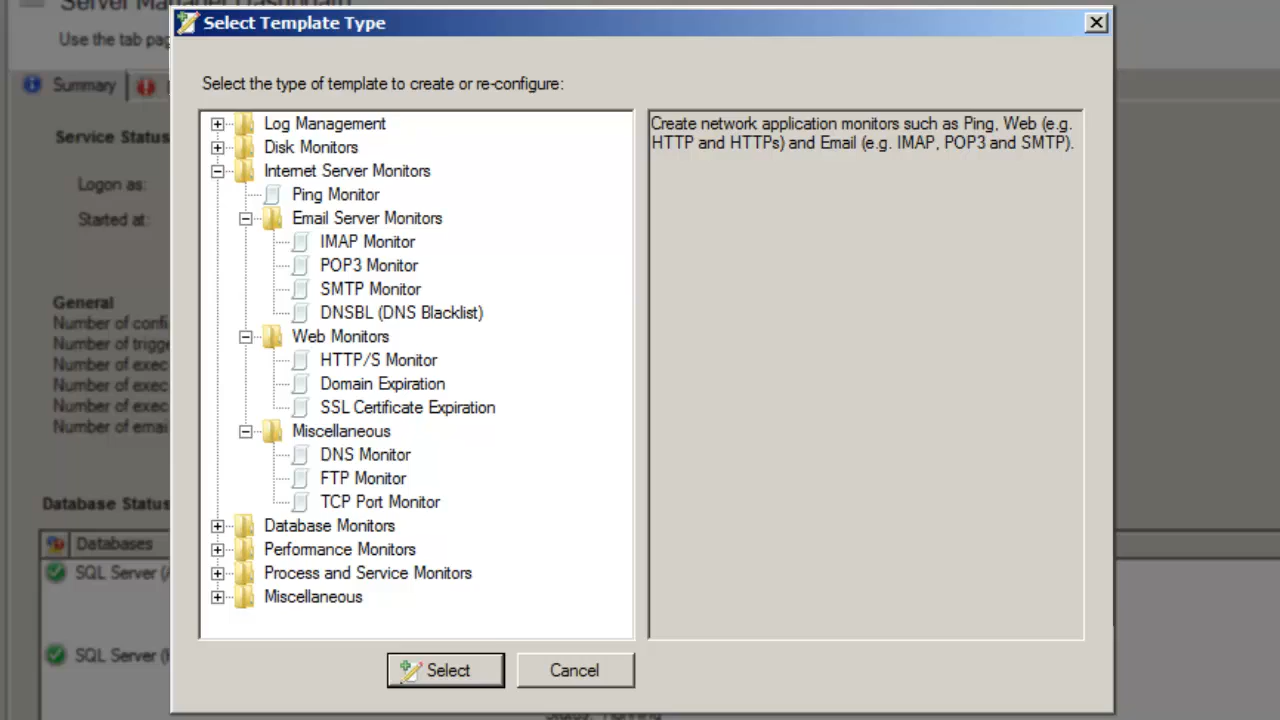 Server Manager Dashboard
Select Template Type
Use the tab pag
Summary
Select the type of template to create or re-configure:
Log Management
Disk Monitors
Internet Server Monitors
Ping Monitor
Email Server Monitors
IMAP Monitor
POP3 Monitor
SMTP Monitor
DNSBL (DNS Blacklist)
Web Monitors
HTTP/S Monitor
Domain Expiration
SSL Certificate Expiration
Miscellaneous
DNS Monitor
FTP Monitor
TCP Port Monitor
Database Monitors
Performance Monitors
Process and Service Monitors
Miscellaneous
Create network application monitors such as Ping, Web (e.g.
HTTP and HTTPs) and Email (e.g. IMAP, POP3 and SMTP).
Select
Cancel
Service Status
Logon as:
Started at:
General
Number of confi
Number of trigge
Number of exec
Number of exec
Number of exec
Number of emai
Database Status
Databases
SQL Server (
SQL Server (